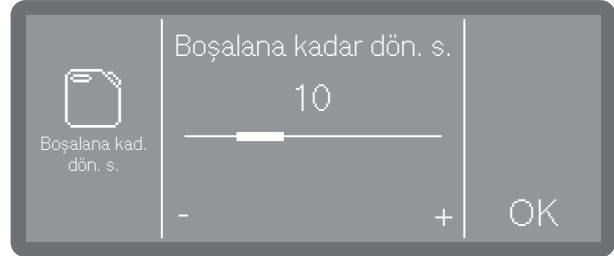 Boşalana kad.
dön. s.
Boşalana kadar dön. s.
10
- +
OK